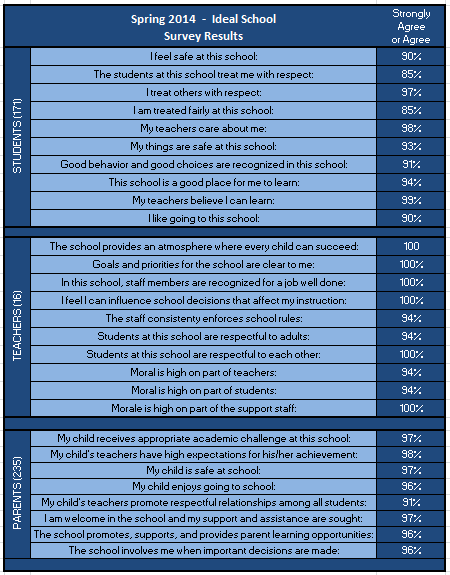 Spring 2014 - Ideal School
Survey Results
Strongly
Agree
or Agree
STUDENTS (171)
I feel safe at this school: 90%
The students at this school treat me with respect: 85%
I treat others with respect: 97%
I am treated fairly at this school: 85%
My teachers care about me: 98%
My things are safe at this school: 93%
Good behavior and good choices are recognized in this school: 91%
This school is a good place for me to learn: 94%
My teachers believe I can learn: 99%
I like going to this school: 90%
TEACHERS (16)
The school provides an atmosphere where every child can succeed: 100
Goals and priorities for the school are clear to me: 100%
In this school, staff members are recognized for a job well done: 100%
I feel I can influence school decisions that affect my instruction: 100%
The staff consistenty enforces school rules: 94%
Students at this school are respectful to adults: 94%
Students at this school are respectful to each other: 100%
Moral is high on part of teachers: 94%
Moral is high on part of students: 94%
Morale is high on part of the support staff: 100%
PARENTS (235)
My child receives appropriate academic challenge at this school: 97%
My child's teachers have high expectations for his/her achievement: 98%
My child is safe at school: 97%
My child enjoys going to school: 96%
My child's teachers promote respectful relationships among all students: 91%
I am welcome in the school and my support and assistance are sought: 97%
The school promotes, supports, and provides parent learning opportunities: 96%
The school involves me when important decisions are made: 96%